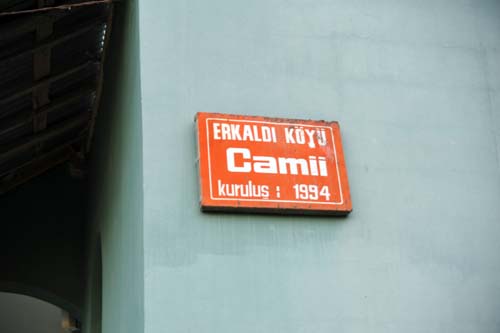 ERKALDI KÖYÜ
Camii
kuruluş : 1994